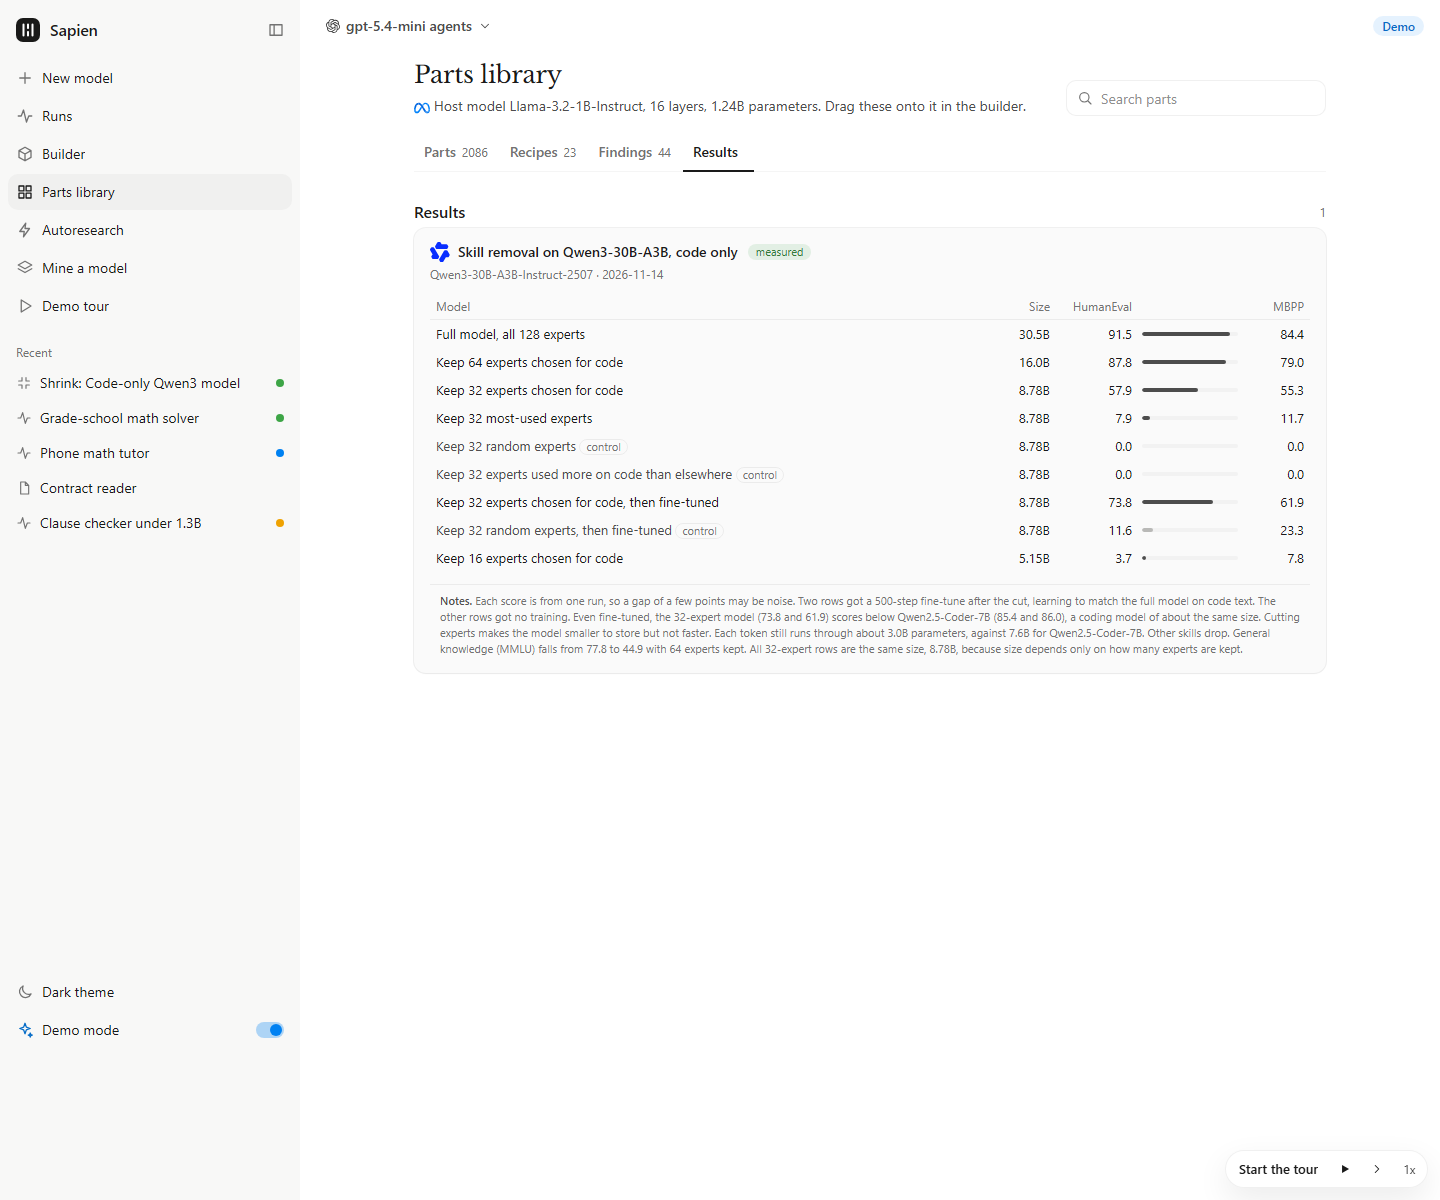 Sapien
New model
Runs
Builder
Parts library
Autoresearch
Mine a model
Demo tour
Recent
Shrink: Code-only Qwen3 model
Grade-school math solver
Phone math tutor
Contract reader
Clause checker under 1.3B
Dark theme
Demo mode
gpt-5.4-mini agents
Demo
Parts library
Host model Llama-3.2-1B-Instruct, 16 layers, 1.24B parameters. Drag these onto it in the builder.
Search parts
Parts 2086 Recipes 23 Findings 44 Results
Results 1
Skill removal on Qwen3-30B-A3B, code only measured
Qwen3-30B-A3B-Instruct-2507 · 2026-11-14
Model Size HumanEval MBPP
Full model, all 128 experts 30.5B 91.5 84.4
Keep 64 experts chosen for code 16.0B 87.8 79.0
Keep 32 experts chosen for code 8.78B 57.9 55.3
Keep 32 most-used experts 8.78B 7.9 11.7
Keep 32 random experts control 8.78B 0.0 0.0
Keep 32 experts used more on code than elsewhere control 8.78B 0.0 0.0
Keep 32 experts chosen for code, then fine-tuned 8.78B 73.8 61.9
Keep 32 random experts, then fine-tuned control 8.78B 11.6 23.3
Keep 16 experts chosen for code 5.15B 3.7 7.8
Notes. Each score is from one run, so a gap of a few points may be noise. Two rows got a 500-step fine-tune after the cut, learning to match the full model on code text. The
other rows got no training. Even fine-tuned, the 32-expert model (73.8 and 61.9) scores below Qwen2.5-Coder-7B (85.4 and 86.0), a coding model of about the same size. Cutting
experts makes the model smaller to store but not faster. Each token still runs through about 3.0B parameters, against 7.6B for Qwen2.5-Coder-7B. Other skills drop. General
knowledge (MMLU) falls from 77.8 to 44.9 with 64 experts kept. All 32-expert rows are the same size, 8.78B, because size depends only on how many experts are kept.
Start the tour 1x